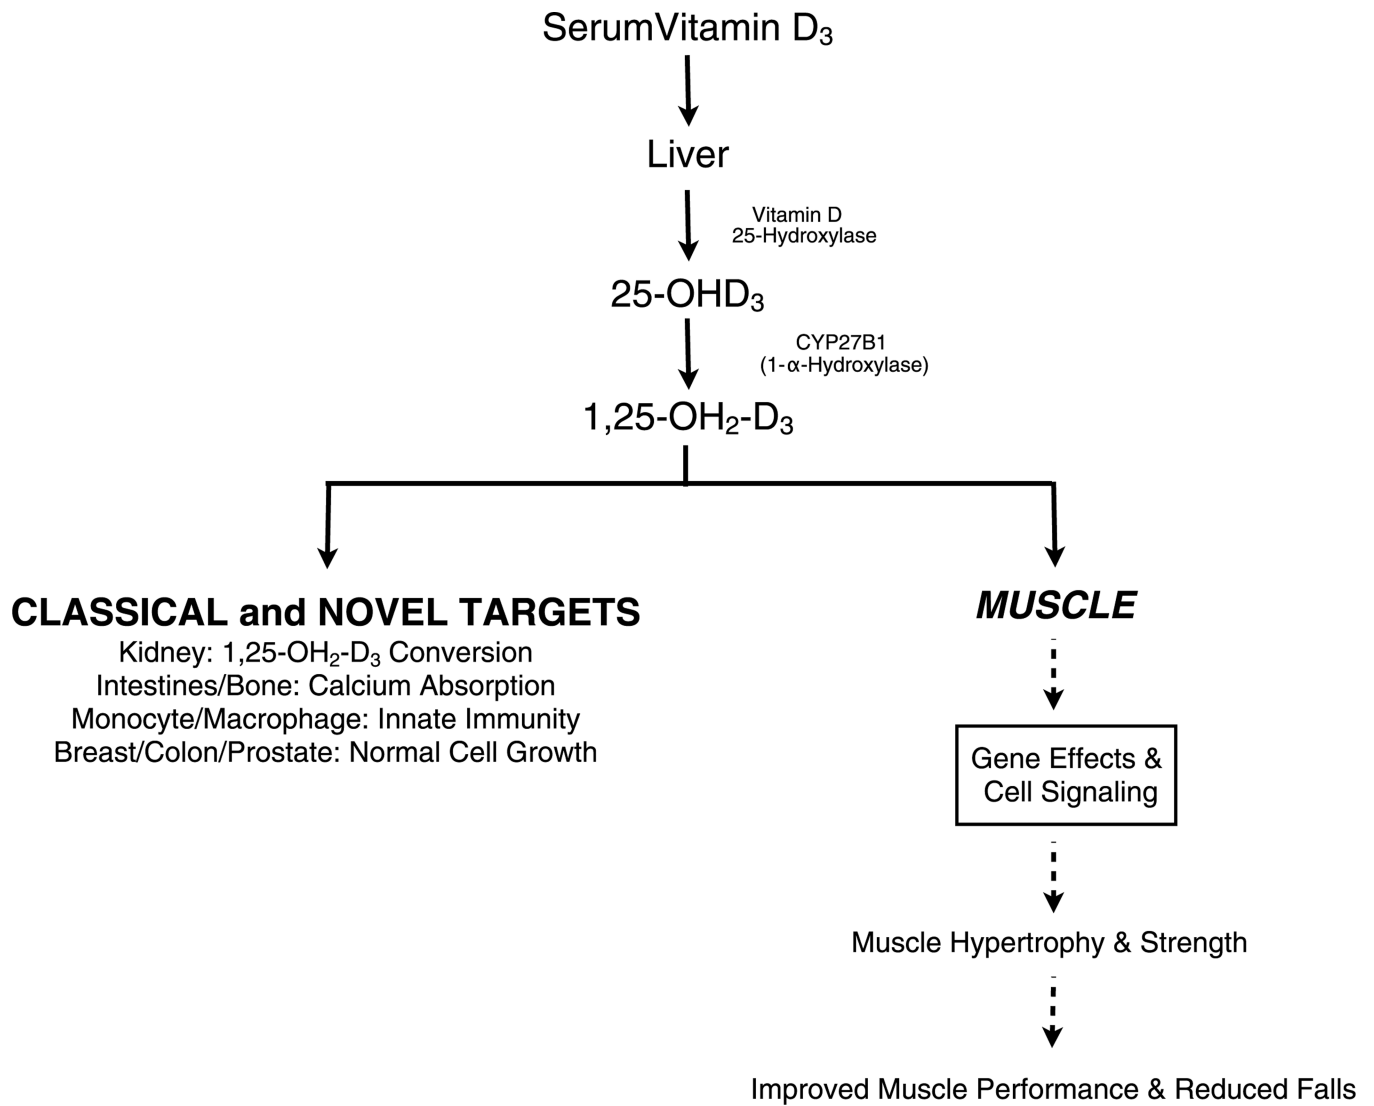 SerumVitamin D₃
Liver
Vitamin D
25-Hydroxylase
25-OHD₃
CYP27B1
(1-α-Hydroxylase)
1,25-OH₂-D₃
CLASSICAL and NOVEL TARGETS
Kidney: 1,25-OH₂-D₃ Conversion
Intestines/Bone: Calcium Absorption
Monocyte/Macrophage: Innate Immunity
Breast/Colon/Prostate: Normal Cell Growth
MUSCLE
Gene Effects &
Cell Signaling
Muscle Hypertrophy & Strength
Improved Muscle Performance & Reduced Falls